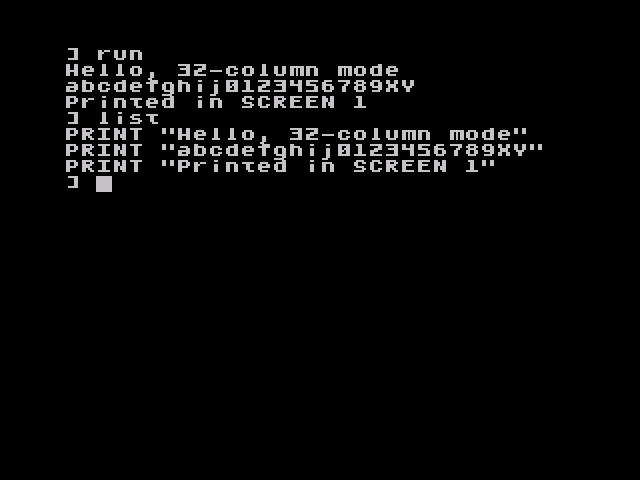 ] run
Hello, 32-column mode
abcdefghij0123456789XY
Printed in SCREEN 1
] list
PRINT "Hello, 32-column mode"
PRINT "abcdefghij0123456789XY"
PRINT "Printed in SCREEN 1"
]